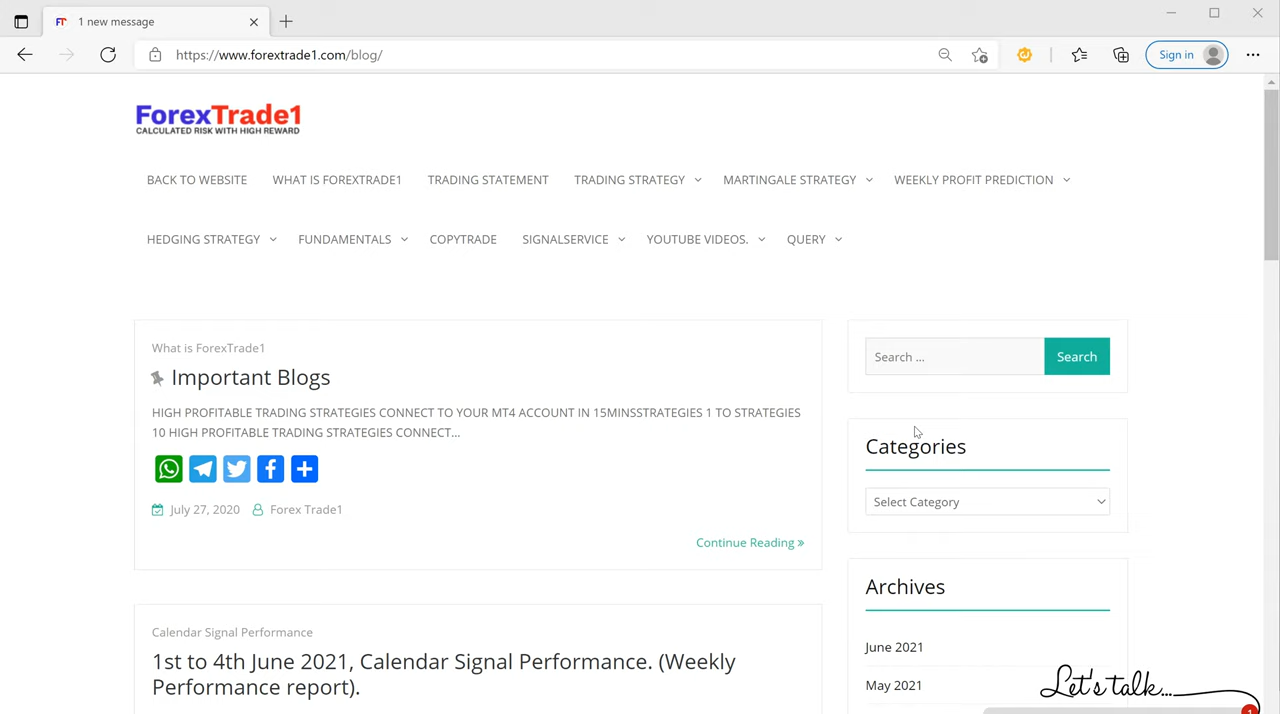 1 new message
https://www.forextrade1.com/blog/
Sign in
ForexTrade1
CALCULATED RISK WITH HIGH REWARD
BACK TO WEBSITE
WHAT IS FOREXTRADE1
TRADING STATEMENT
TRADING STRATEGY
MARTINGALE STRATEGY
WEEKLY PROFIT PREDICTION
HEDGING STRATEGY
FUNDAMENTALS
COPYTRADE
SIGNALSERVICE
YOUTUBE VIDEOS.
QUERY
What is ForexTrade1
Important Blogs
HIGH PROFITABLE TRADING STRATEGIES CONNECT TO YOUR MT4 ACCOUNT IN 15MINSSTRATEGIES 1 TO STRATEGIES
10 HIGH PROFITABLE TRADING STRATEGIES CONNECT...
July 27, 2020
Forex Trade1
Continue Reading »
Calendar Signal Performance
1st to 4th June 2021, Calendar Signal Performance. (Weekly
Performance report).
Search ...
Search
Categories
Select Category
Archives
June 2021
May 2021
Let's talk...
1